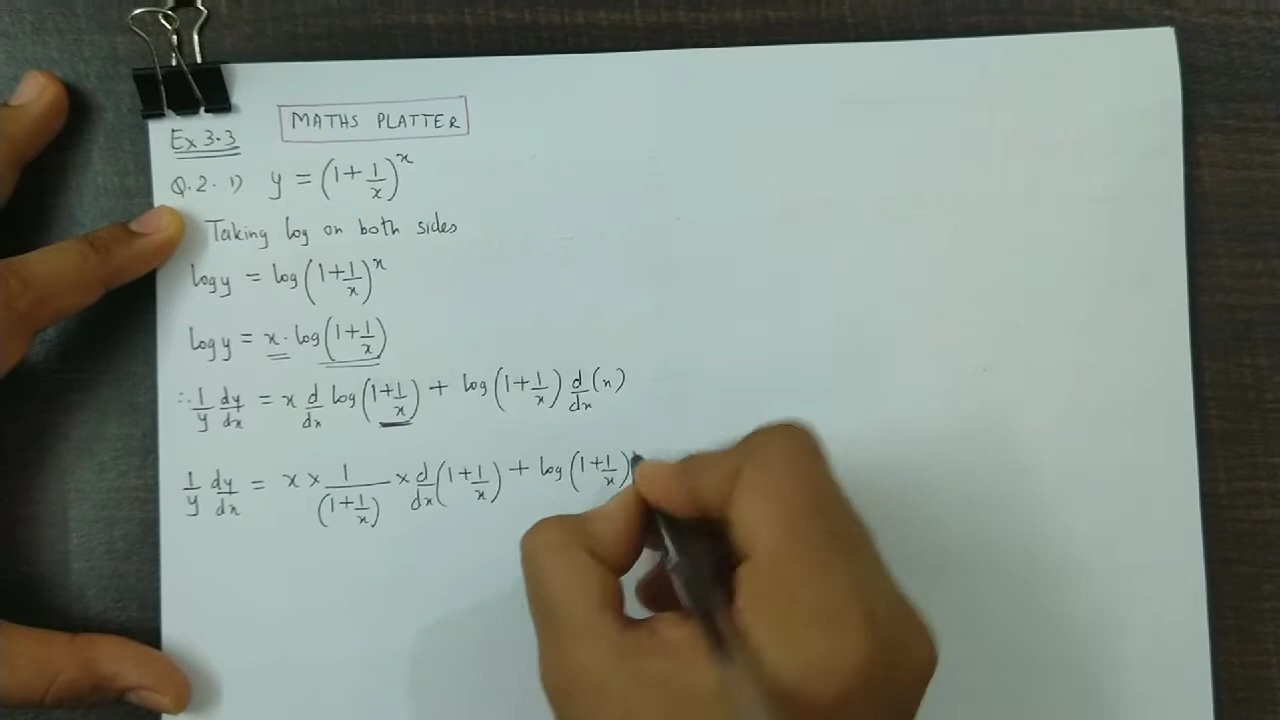 MATHS PLATTER
Ex 3.3
Q.2. 1) y = (1+1/x)^x
Taking log on both sides
log y = log(1+1/x)^x
log y = x. log(1+1/x)
∴ 1/y dy/dx = x d/dx log(1+1/x) + log(1+1/x) d/dx (x)
1/y dy/dx = x × 1/(1+1/x) × d/dx (1+1/x) + log(1+1/x)